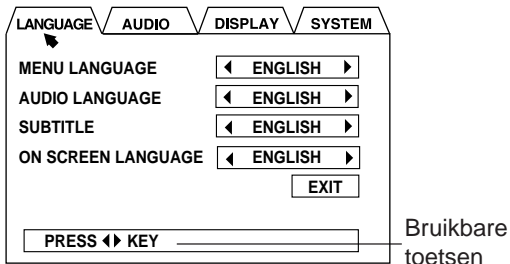 LANGUAGE AUDIO DISPLAY SYSTEM
MENU LANGUAGE ENGLISH
AUDIO LANGUAGE ENGLISH
SUBTITLE ENGLISH
ON SCREEN LANGUAGE ENGLISH
EXIT
PRESS ◀▶ KEY
Bruikbare
toetsen